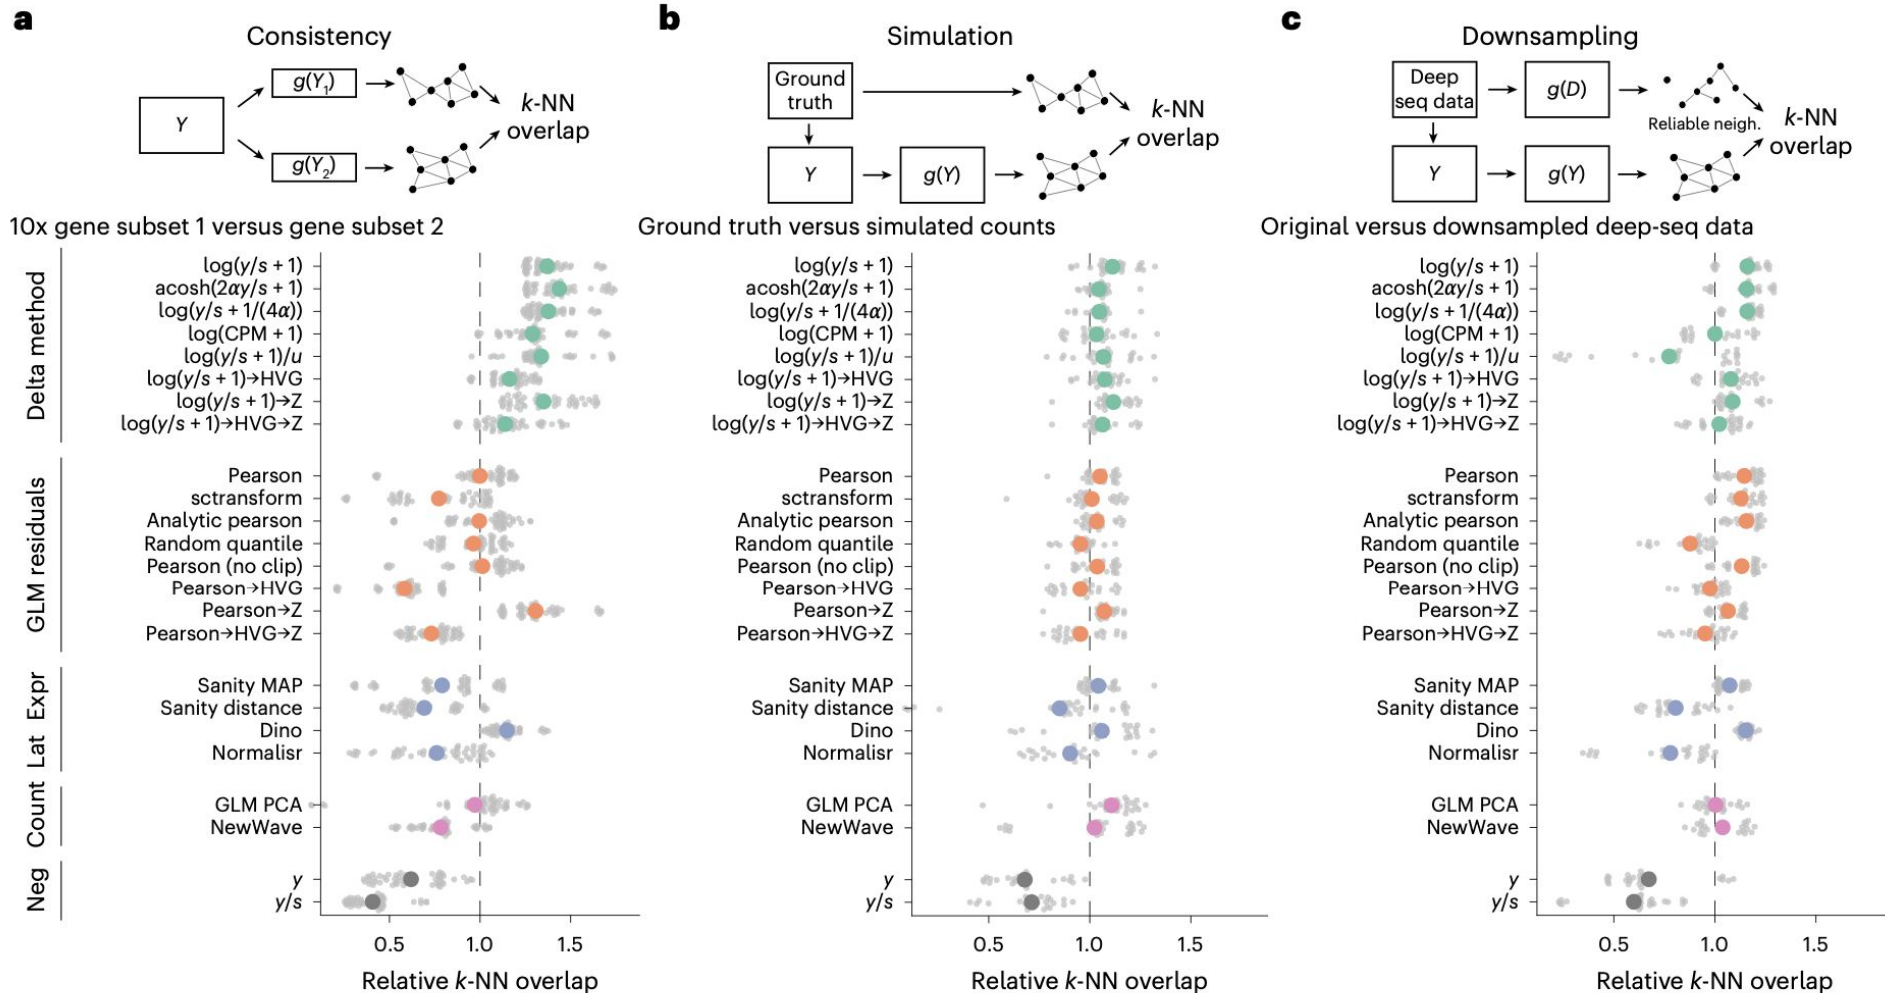 a
Consistency
Y
g(Y₁)
g(Y₂)
k-NN
overlap
10x gene subset 1 versus gene subset 2
Delta method
log(y/s + 1)
acosh(2αy/s + 1)
log(y/s + 1/(4α))
log(CPM + 1)
log(y/s + 1)/u
log(y/s + 1)→HVG
log(y/s + 1)→Z
log(y/s + 1)→HVG→Z
GLM residuals
Pearson
sctransform
Analytic pearson
Random quantile
Pearson (no clip)
Pearson→HVG
Pearson→Z
Pearson→HVG→Z
Lat Expr
Sanity MAP
Sanity distance
Dino
Normalisr
Count
GLM PCA
NewWave
Neg
y
y/s
0.5 1.0 1.5
Relative k-NN overlap
b
Simulation
Ground
truth
Y
g(Y)
k-NN
overlap
Ground truth versus simulated counts
log(y/s + 1)
acosh(2αy/s + 1)
log(y/s + 1/(4α))
log(CPM + 1)
log(y/s + 1)/u
log(y/s + 1)→HVG
log(y/s + 1)→Z
log(y/s + 1)→HVG→Z
Pearson
sctransform
Analytic pearson
Random quantile
Pearson (no clip)
Pearson→HVG
Pearson→Z
Pearson→HVG→Z
Sanity MAP
Sanity distance
Dino
Normalisr
GLM PCA
NewWave
y
y/s
0.5 1.0 1.5
Relative k-NN overlap
c
Downsampling
Deep
seq data
g(D)
Reliable neigh.
Y
g(Y)
k-NN
overlap
Original versus downsampled deep-seq data
log(y/s + 1)
acosh(2αy/s + 1)
log(y/s + 1/(4α))
log(CPM + 1)
log(y/s + 1)/u
log(y/s + 1)→HVG
log(y/s + 1)→Z
log(y/s + 1)→HVG→Z
Pearson
sctransform
Analytic pearson
Random quantile
Pearson (no clip)
Pearson→HVG
Pearson→Z
Pearson→HVG→Z
Sanity MAP
Sanity distance
Dino
Normalisr
GLM PCA
NewWave
y
y/s
0.5 1.0 1.5
Relative k-NN overlap